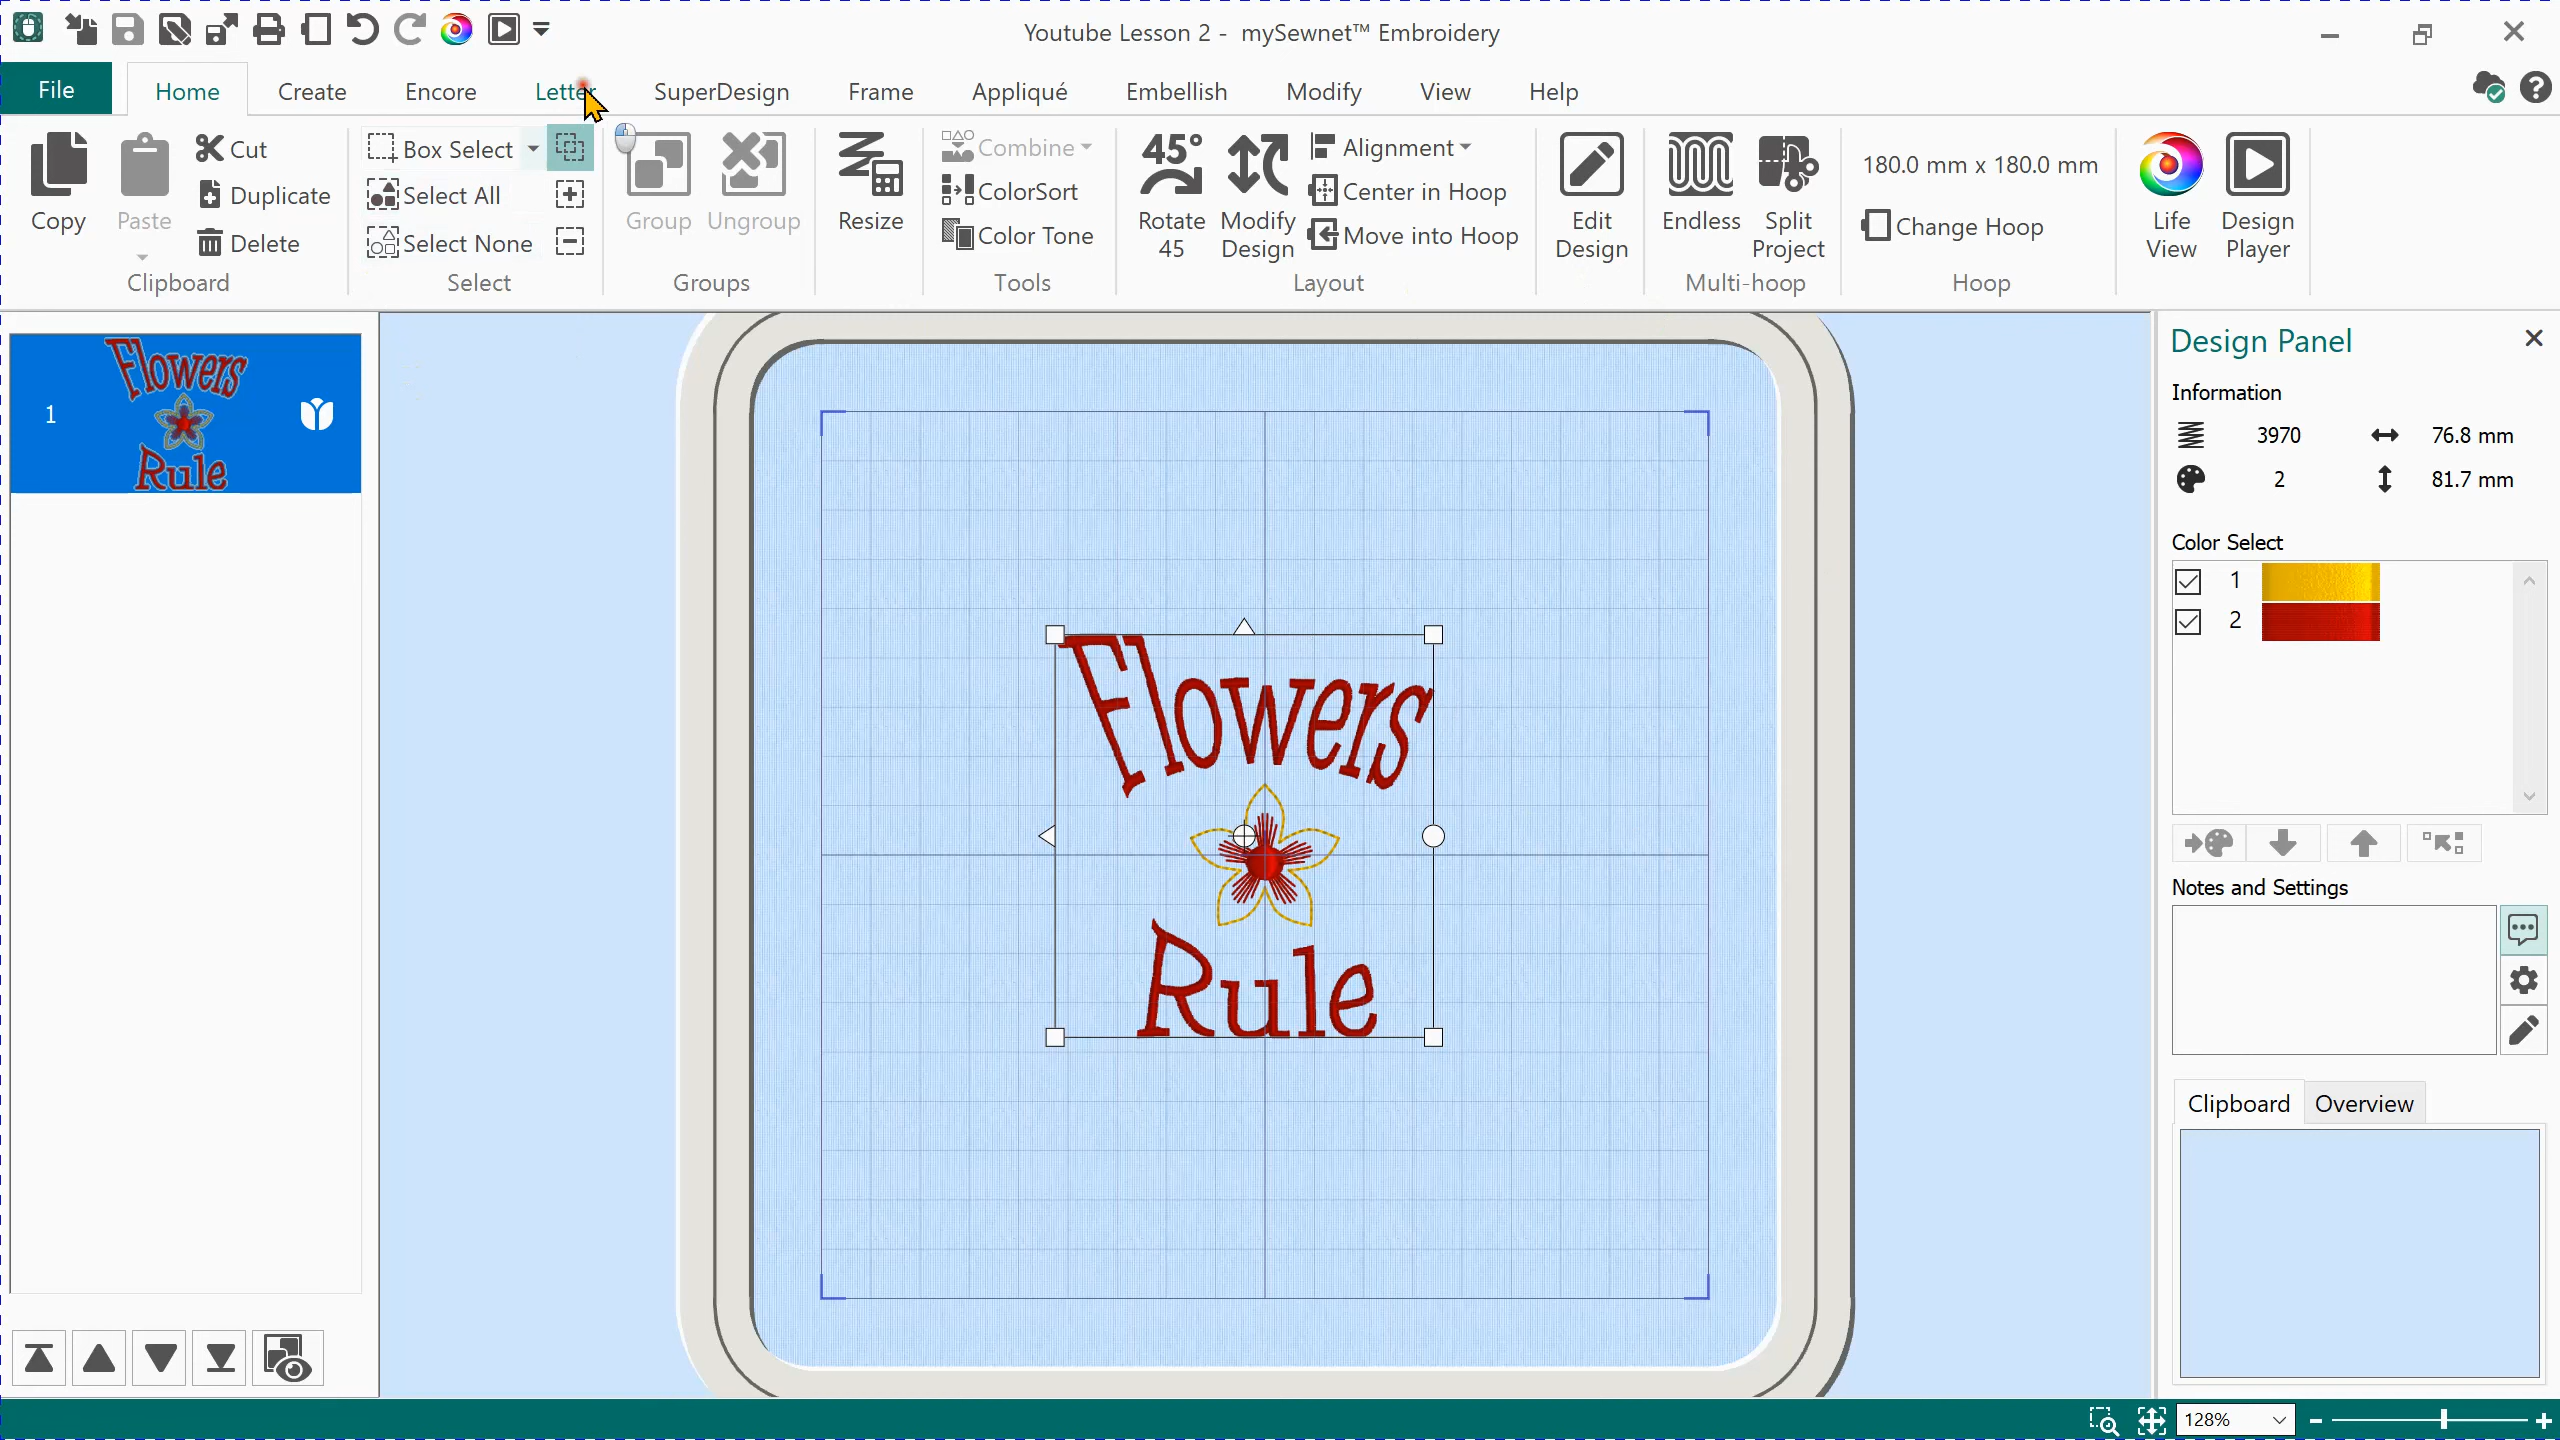 Youtube Lesson 2 - mySewnet™ Embroidery
File Home Create Encore Letter SuperDesign Frame Appliqué Embellish Modify View Help
Copy
Paste
Cut
Duplicate
Delete
Clipboard
Box Select
Select All
Select None
Select
Group
Ungroup
Groups
Resize
Combine
ColorSort
Color Tone
Tools
45°
Rotate
45
Modify
Design
Alignment
Center in Hoop
Move into Hoop
Layout
Edit
Design
Endless
Split
Project
Multi-hoop
180.0 mm x 180.0 mm
Change Hoop
Hoop
Life
View
Design
Player
1
Flowers
Rule
Flowers
Rule
Design Panel
Information
3970 76.8 mm
2 81.7 mm
Color Select
1
2
Notes and Settings
Clipboard Overview
128%